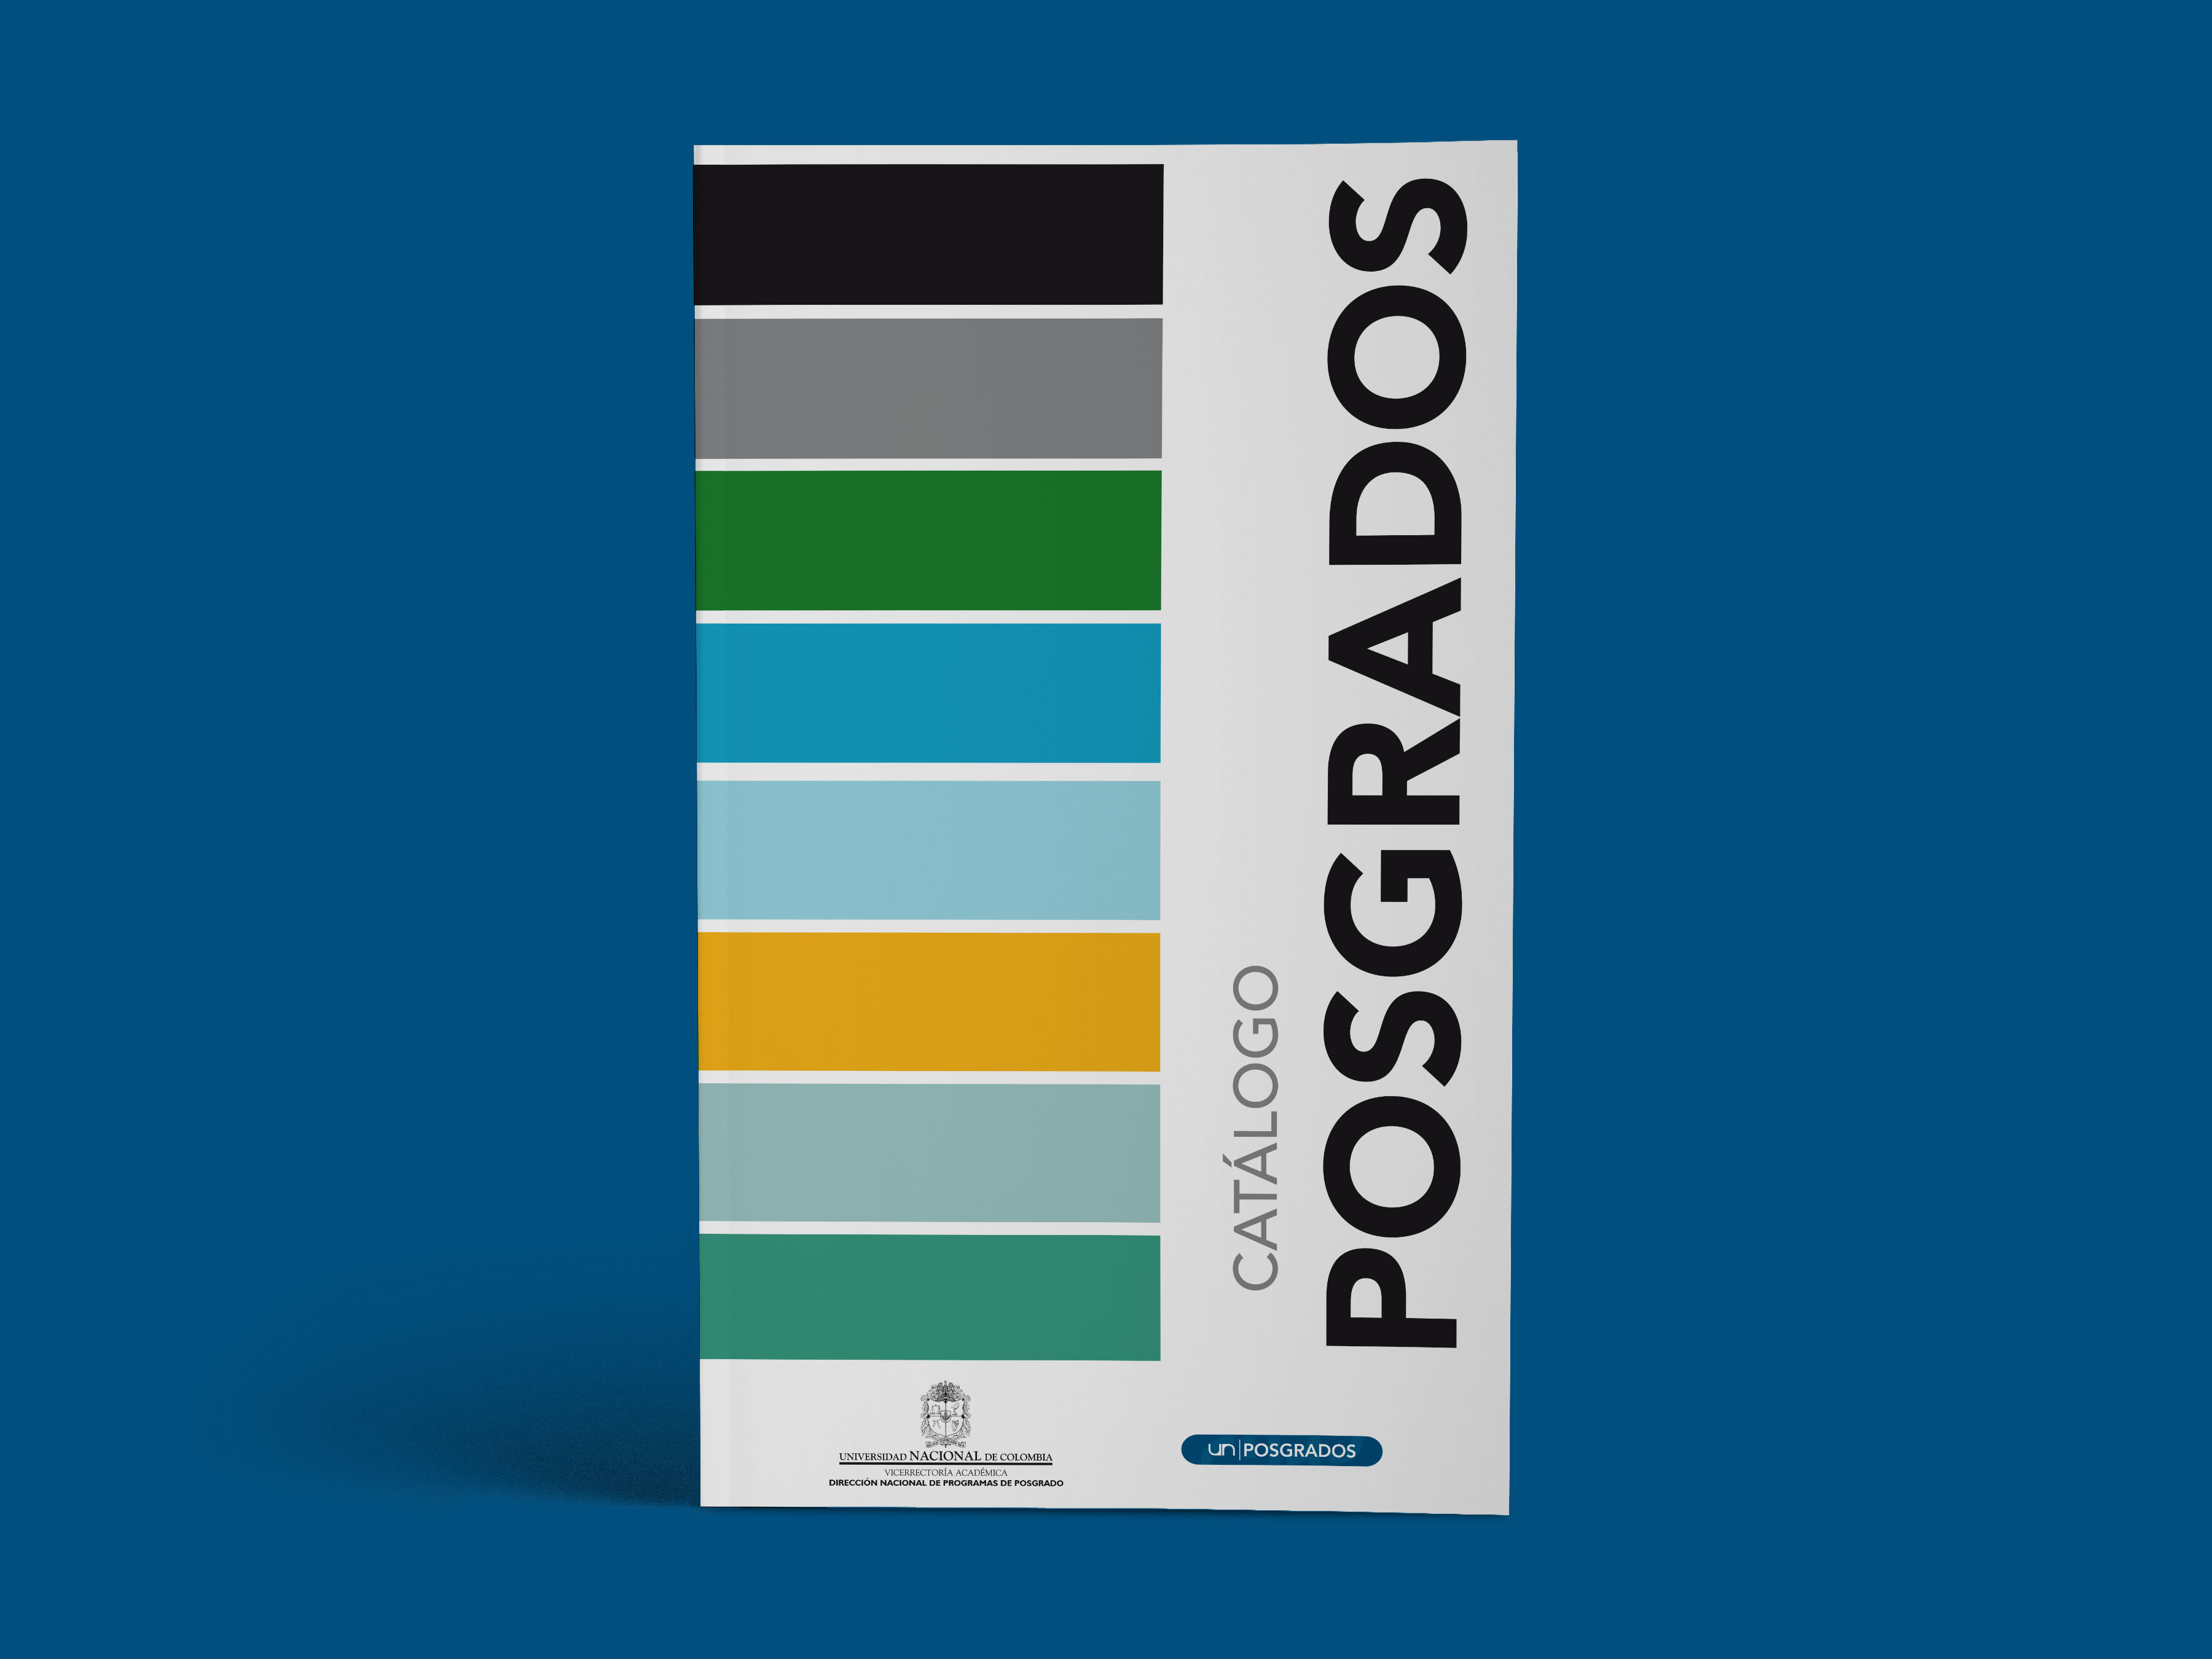 CATÁLOGO
POSGRADOS
UNIVERSIDAD NACIONAL DE COLOMBIA
VICERRECTORÍA ACADÉMICA
DIRECCIÓN NACIONAL DE PROGRAMAS DE POSGRADO
un|POSGRADOS